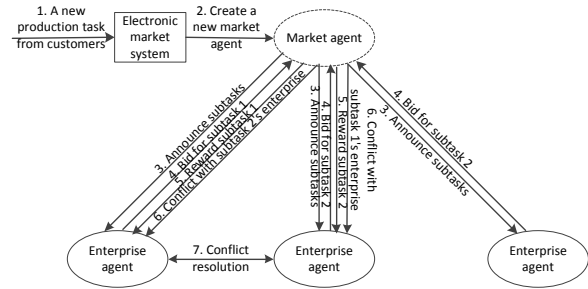 1. A new
production task
from customers
Electronic
market
system
2. Create a
new market
agent
Market agent
3. Announce subtasks
4. Bid for subtask 1
5. Reward subtask 1
6. Conflict with subtask 2's enterprise
3. Announce
subtasks
4. Bid for subtask 2
5. Reward subtask 2
6. Conflict with
subtask 1's enterprise
4. Bid for subtask 2
3. Announce subtasks
Enterprise
agent
7. Conflict
resolution
Enterprise
agent
Enterprise
agent